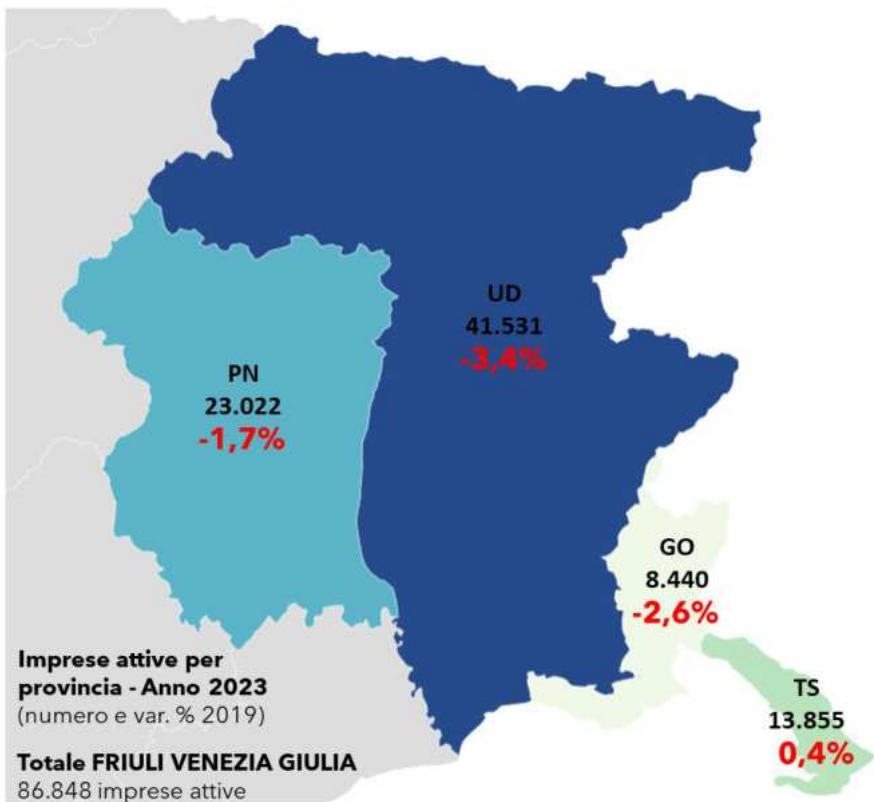 UD
41.531
-3,4%
PN
23.022
-1,7%
GO
8.440
-2,6%
TS
13.855
0,4%
Imprese attive per
provincia - Anno 2023
(numero e var. % 2019)
Totale FRIULI VENEZIA GIULIA
86.848 imprese attive